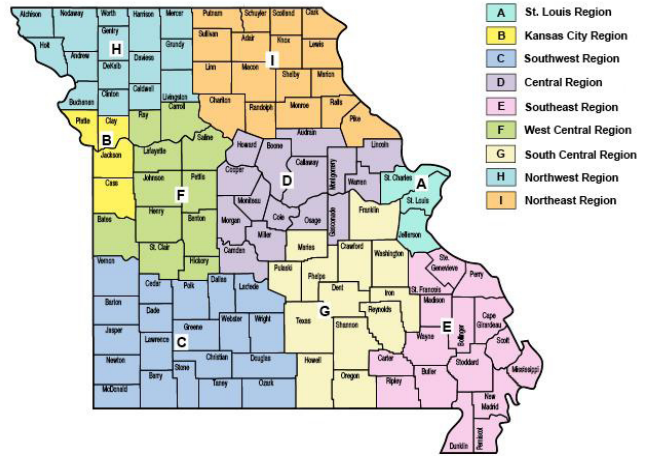 Atchison Nodaway Worth Harrison Mercer Putnam Schuyler Scotland Clark
Gentry Sullivan Adair Knox Lewis
Holt Andrew H Daviess Grundy I
DeKalb Linn Macon Shelby Marion
Buchanan Clinton Caldwell Livingston Chariton Randolph Monroe Ralls
Platte Clay Ray Carroll Pike
B Saline Audrain
Jackson Lafayette Howard Boone Callaway Montgomery Lincoln
Cass Johnson Pettis Cooper D Warren St. Charles A
F Moniteau St. Louis
Bates Henry Benton Morgan Cole Osage Gasconade Franklin Jefferson
St. Clair Hickory Camden Miller Maries Crawford Washington Ste. Genevieve
Vernon Cedar Polk Dallas Laclede Pulaski Phelps Dent Iron St. Francois Perry
Barton Dade Greene Webster Wright Texas G Shannon Reynolds Madison Cape Girardeau
Jasper Lawrence C Christian Douglas Wayne E Bollinger Scott
Newton Stone Howell Carter Butler Stoddard Mississippi
McDonald Barry Taney Ozark Oregon Ripley New Madrid
Dunklin Pemiscot
A St. Louis Region
B Kansas City Region
C Southwest Region
D Central Region
E Southeast Region
F West Central Region
G South Central Region
H Northwest Region
I Northeast Region